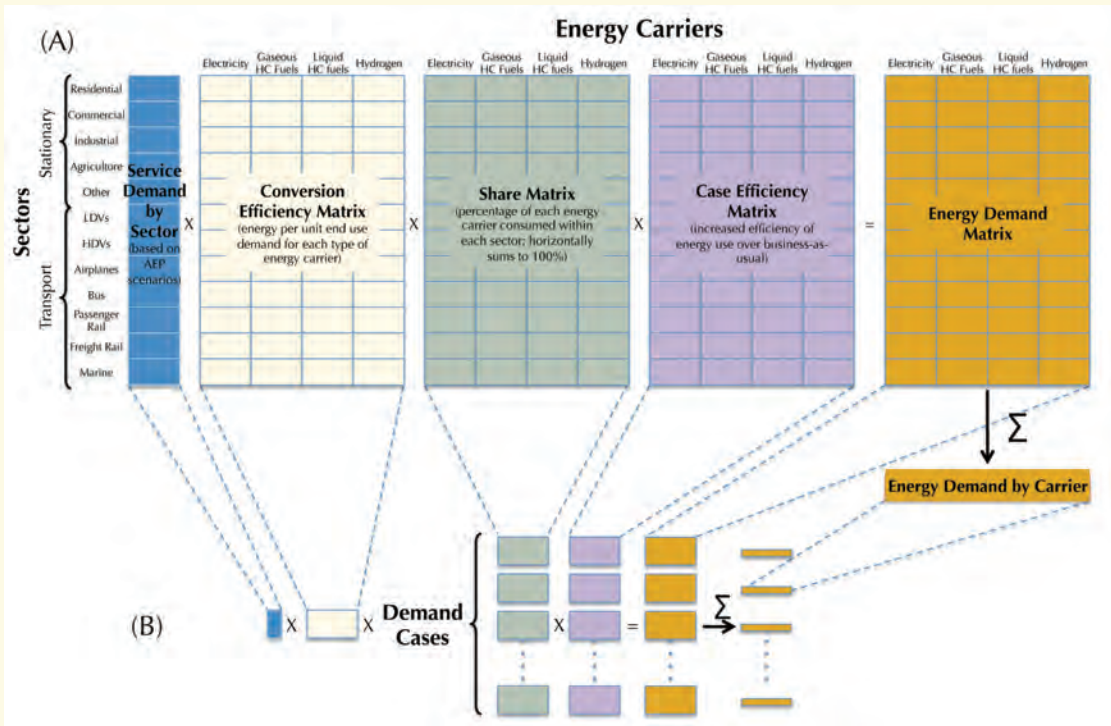 Energy Carriers
(A)
Electricity
Gaseous
HC Fuels
Liquid
HC fuels
Hydrogen
Electricity
Gaseous
HC Fuels
Liquid
HC fuels
Hydrogen
Electricity
Gaseous
HC Fuels
Liquid
HC fuels
Hydrogen
Electricity
Gaseous
HC Fuels
Liquid
HC fuels
Hydrogen
Sectors
Stationary
Transport
Residential
Commercial
Industrial
Agriculture
Other
LDVs
HDVs
Airplanes
Bus
Passenger
Rail
Freight Rail
Marine
Service
Demand
by
Sector
(based on
AEP
scenarios)
X
Conversion
Efficiency Matrix
(energy per unit end use
demand for each type of
energy carrier)
X
Share Matrix
(percentage of each energy
carrier consumed within
each sector; horizontally
sums to 100%)
X
Case Efficiency
Matrix
(increased efficiency of
energy use over business-as-
usual)
=
Energy Demand
Matrix
Σ
Energy Demand by Carrier
(B)
X
X
Demand
Cases
X
=
Σ